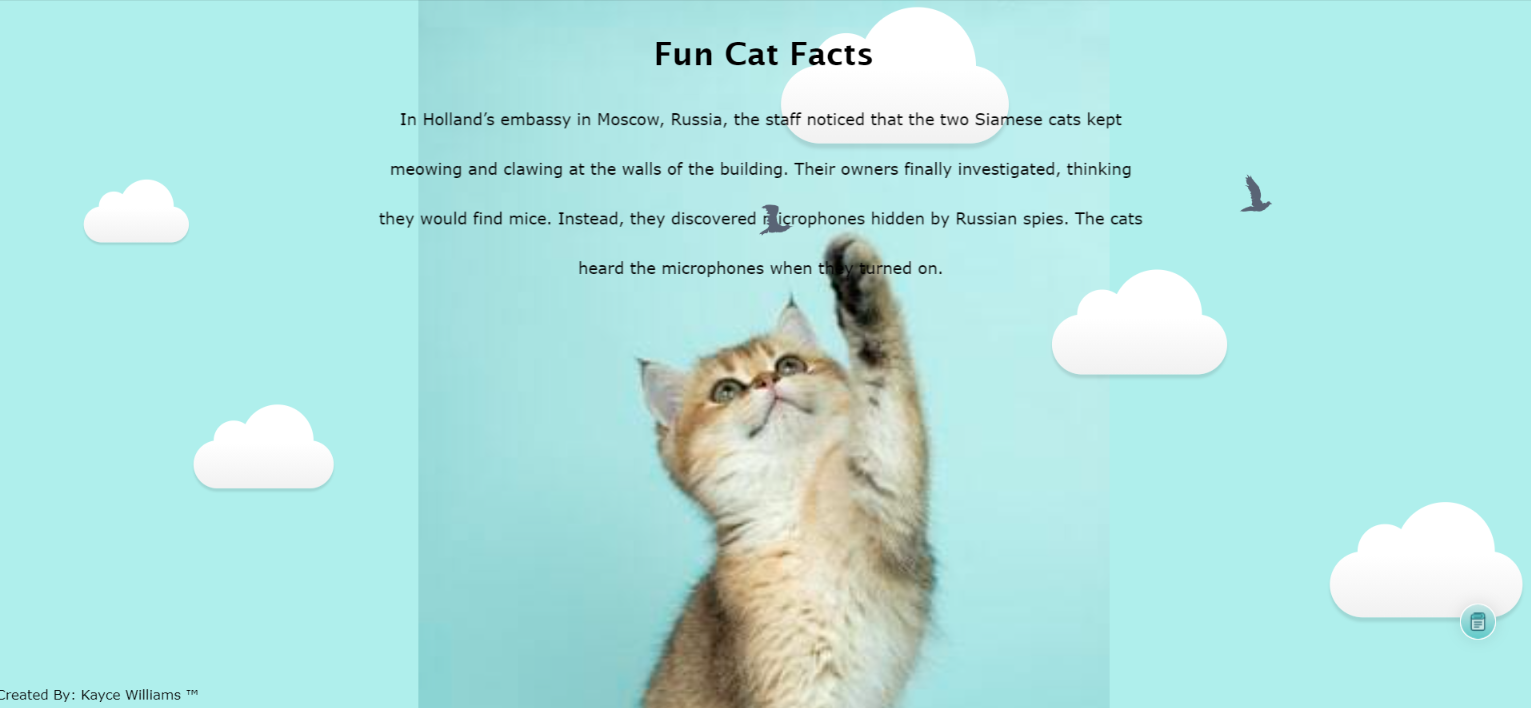 Fun Cat Facts
In Holland’s embassy in Moscow, Russia, the staff noticed that the two Siamese cats kept
meowing and clawing at the walls of the building. Their owners finally investigated, thinking
they would find mice. Instead, they discovered microphones hidden by Russian spies. The cats
heard the microphones when they turned on.
Created By: Kayce Williams ™